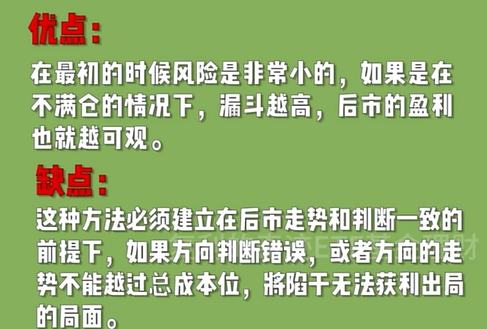 优点：
在最初的时候风险是非常小的，如果是在
不满仓的情况下，漏斗越高，后市的盈利
也就越可观。
缺点：
这种方法必须建立在后市走势和判断一致的
前提下，如果方向判断错误，或者方向的走
势不能越过总成本位，將陷于无法获利出局
的局面。